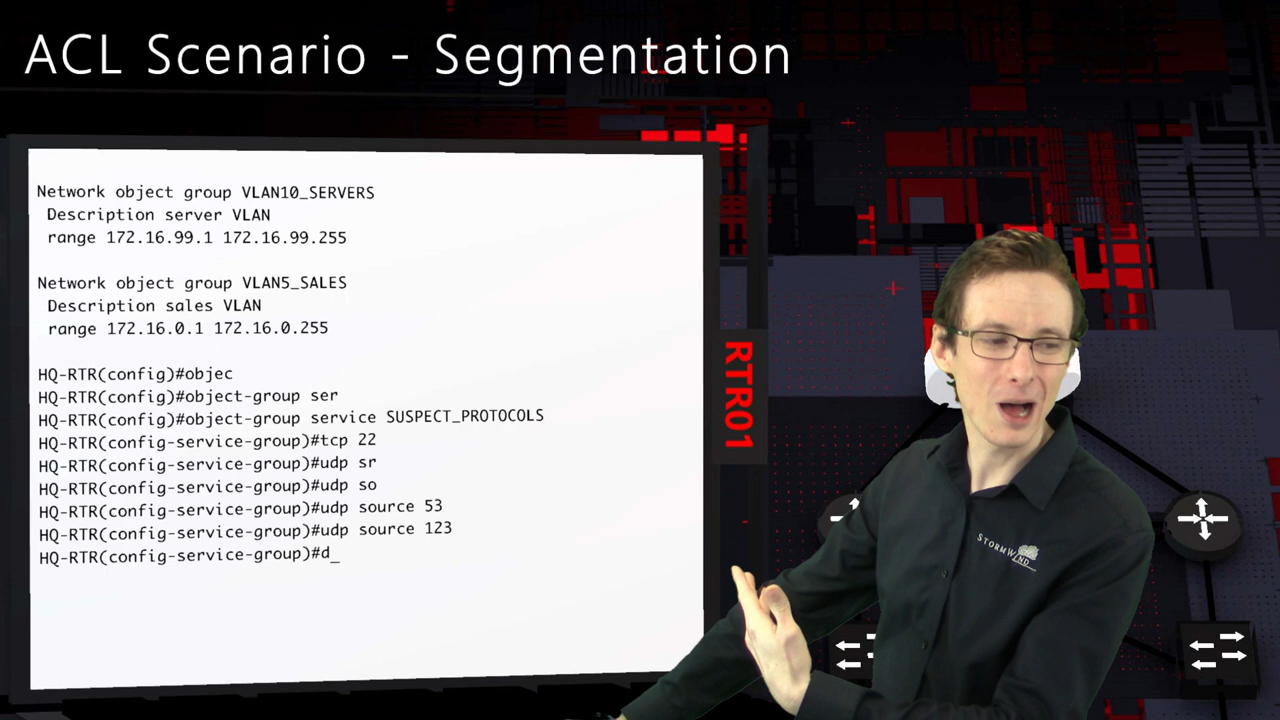 ACL Scenario - Segmentation
Network object group VLAN10_SERVERS
Description server VLAN
range 172.16.99.1 172.16.99.255
Network object group VLAN5_SALES
Description sales VLAN
range 172.16.0.1 172.16.0.255
HQ-RTR(config)#objec
HQ-RTR(config)#object-group ser
HQ-RTR(config)#object-group service SUSPECT_PROTOCOLS
HQ-RTR(config-service-group)#tcp 22
HQ-RTR(config-service-group)#udp sr
HQ-RTR(config-service-group)#udp so
HQ-RTR(config-service-group)#udp source 53
HQ-RTR(config-service-group)#udp source 123
HQ-RTR(config-service-group)#d_
RTR01
STORMWIND